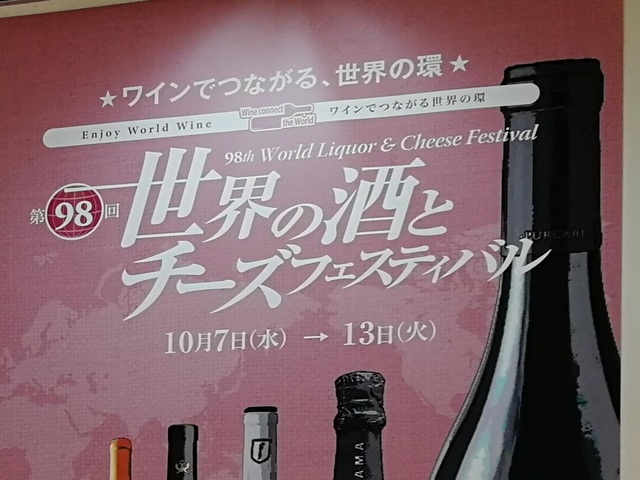 ★ワインでつながる、世界の環★
Enjoy World Wine
Wine connect
the World
ワインでつながる世界の環
98th World Liquor & Cheese Festival
第98回
世界の酒と
チーズフェスティバル
PURCARI
10月7日(水) → 13日(火)
f
AMA